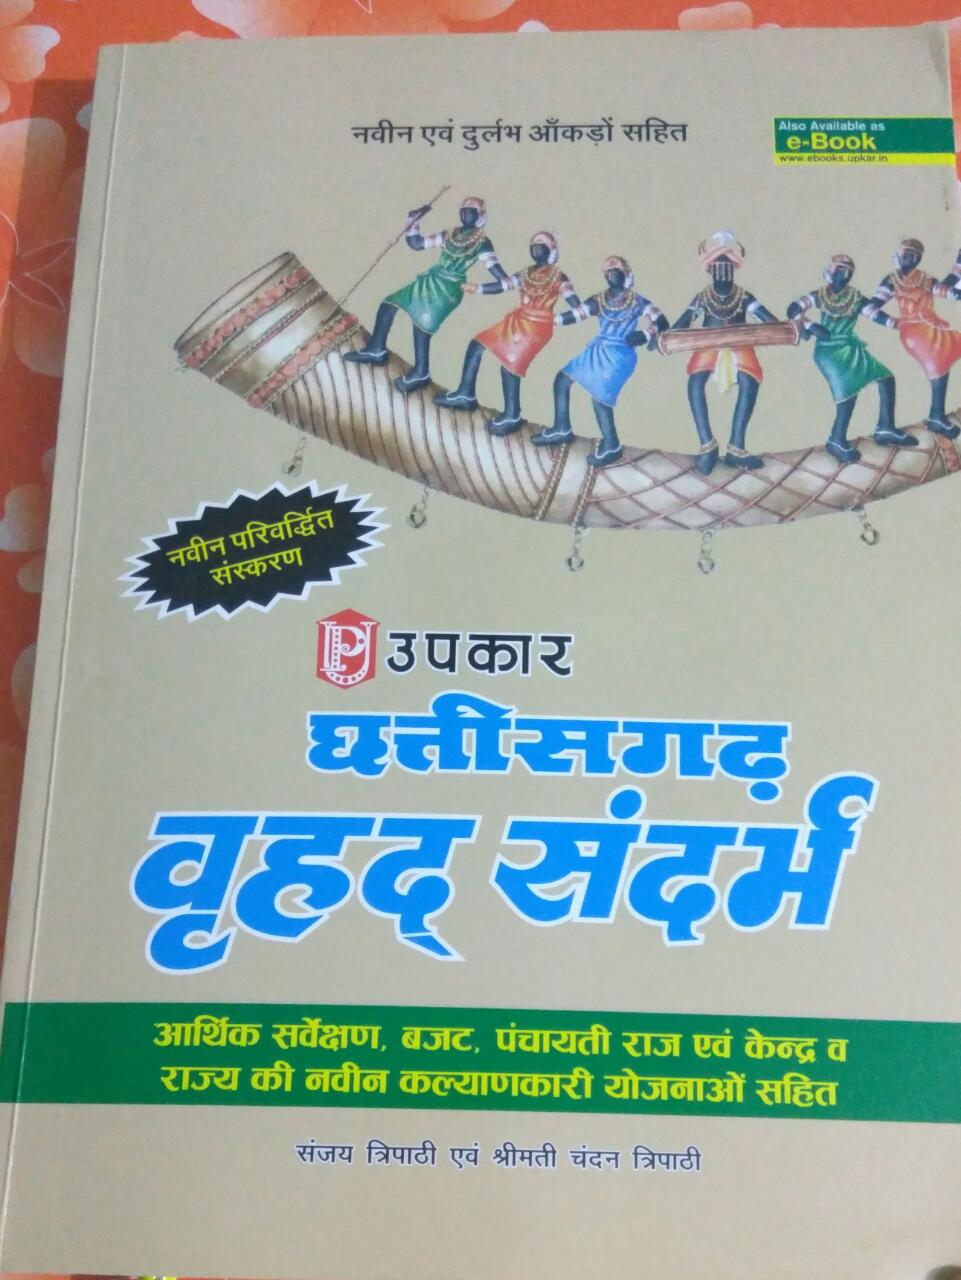 नवीन एवं दुर्लभ आँकड़ों सहित
Also Available as
e-Book
www.ebooks.upkar.in
नवीन परिवर्द्धित
संस्करण
उपकार
छत्तीसगढ़
वृहद् संदर्भ
आर्थिक सर्वेक्षण, बजट, पंचायती राज एवं केन्द्र व
राज्य की नवीन कल्याणकारी योजनाओं सहित
संजय त्रिपाठी एवं श्रीमती चंदन त्रिपाठी